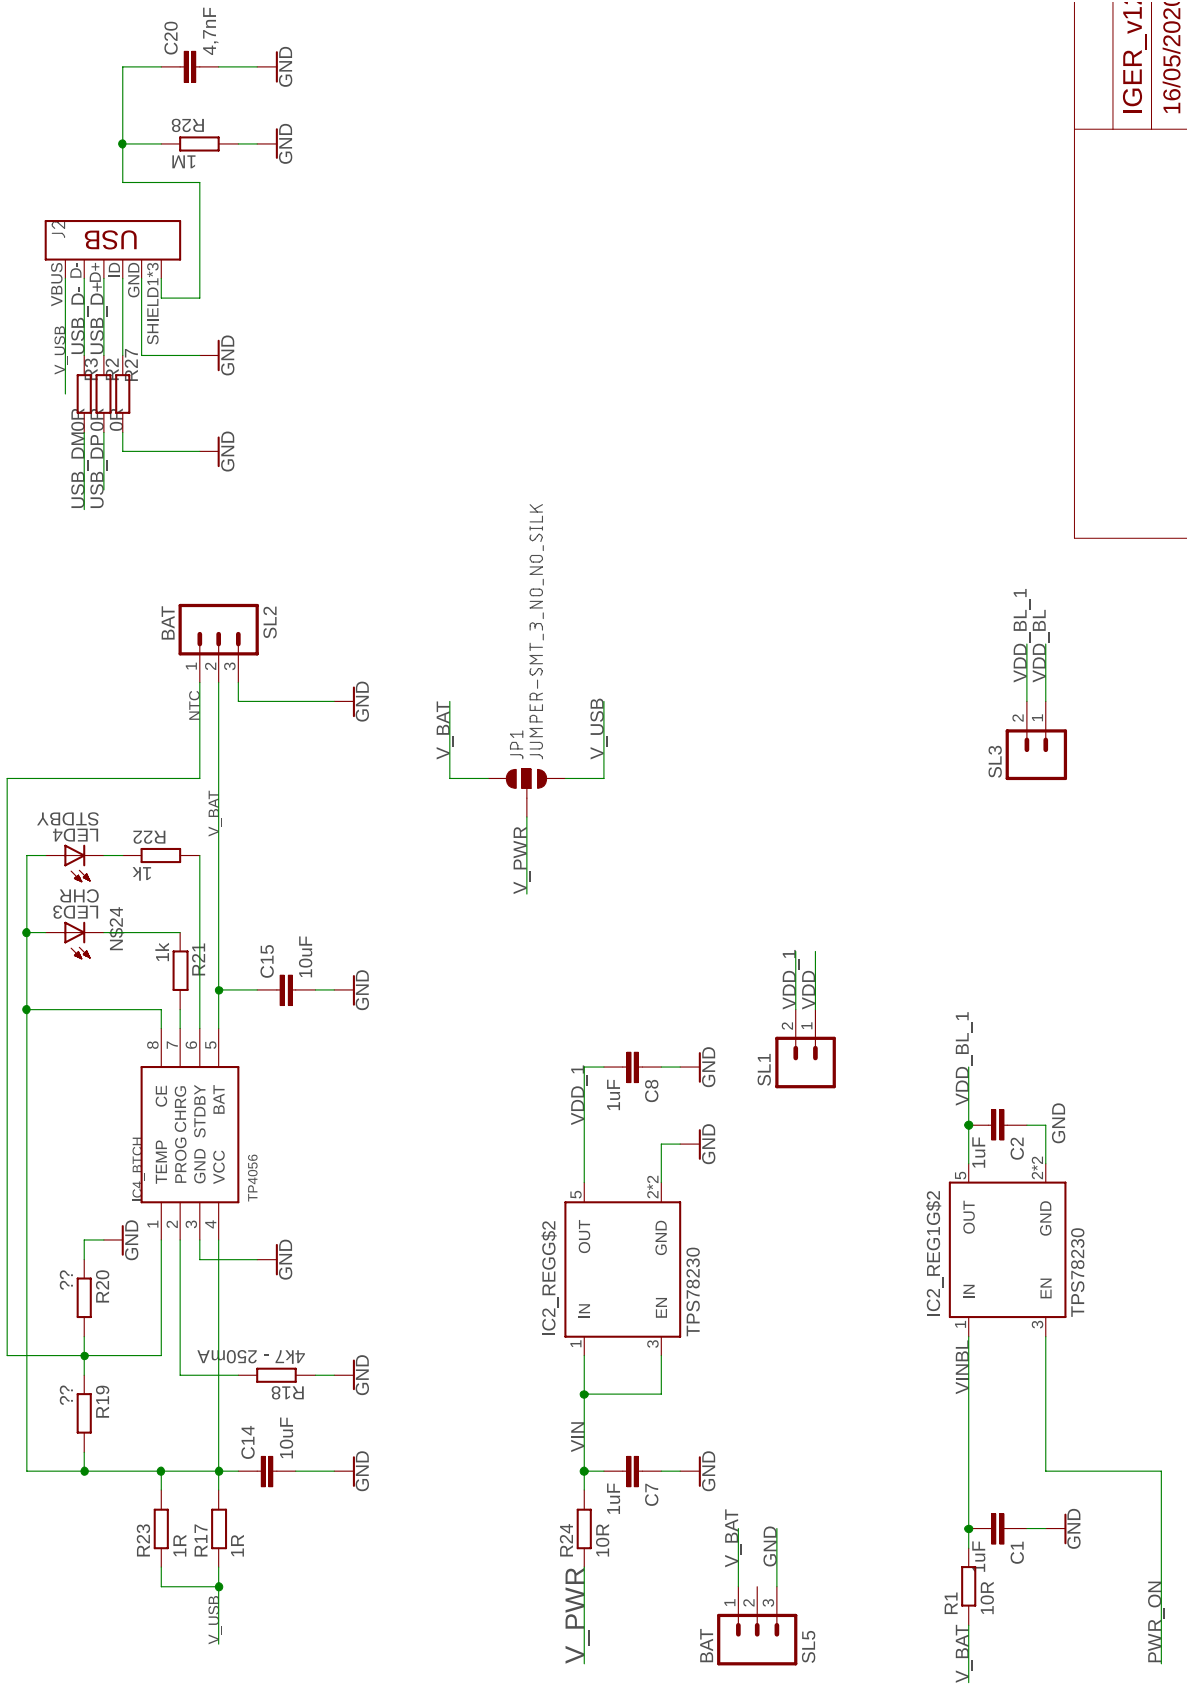 C20
4,7nF
GND
R28
1M
GND
IGER_v1
16/05/202
J2
USB
VBUS
D-
D+
ID
GND
SHIELD1*3
V_USB
USB_D-
USB_D+
R3
R2
R27
0R
0R
0R
USB_DM
USB_DP
GND
GND
BAT
SL2
1
2
3
NTC
GND
V_BAT
STDBY
LED4
R22
1k
CHR
LED3
NS24
1k
R21
C15
10uF
GND
8
7
6
5
CE
CHRG
STDBY
BAT
TEMP
PROG
GND
VCC
IC4_BTCH
TP4056
1
2
3
4
GND
GND
??
R20
??
R19
4k7 - 250mA
R18
GND
C14
10uF
GND
R23
1R
R17
1R
V_USB
V_BAT
JP1
JUMPER-SMT_3_NO_NO_SILK
V_USB
V_PWR
VDD_1
1uF
C8
GND
GND
5
2*2
IC2_REGG$2
OUT
GND
IN
EN
TPS78230
1
3
VIN
1uF
C7
GND
R24
10R
V_PWR
SL1
2
1
VDD_1
VDD
V_BAT
GND
BAT
1
2
3
SL5
VDD_BL_1
VDD_BL
2
1
SL3
VDD_BL_1
1uF
C2
GND
5
2*2
IC2_REG1G$2
OUT
GND
IN
EN
TPS78230
1
3
VINBL
1uF
C1
GND
R1
10R
V_BAT
PWR_ON